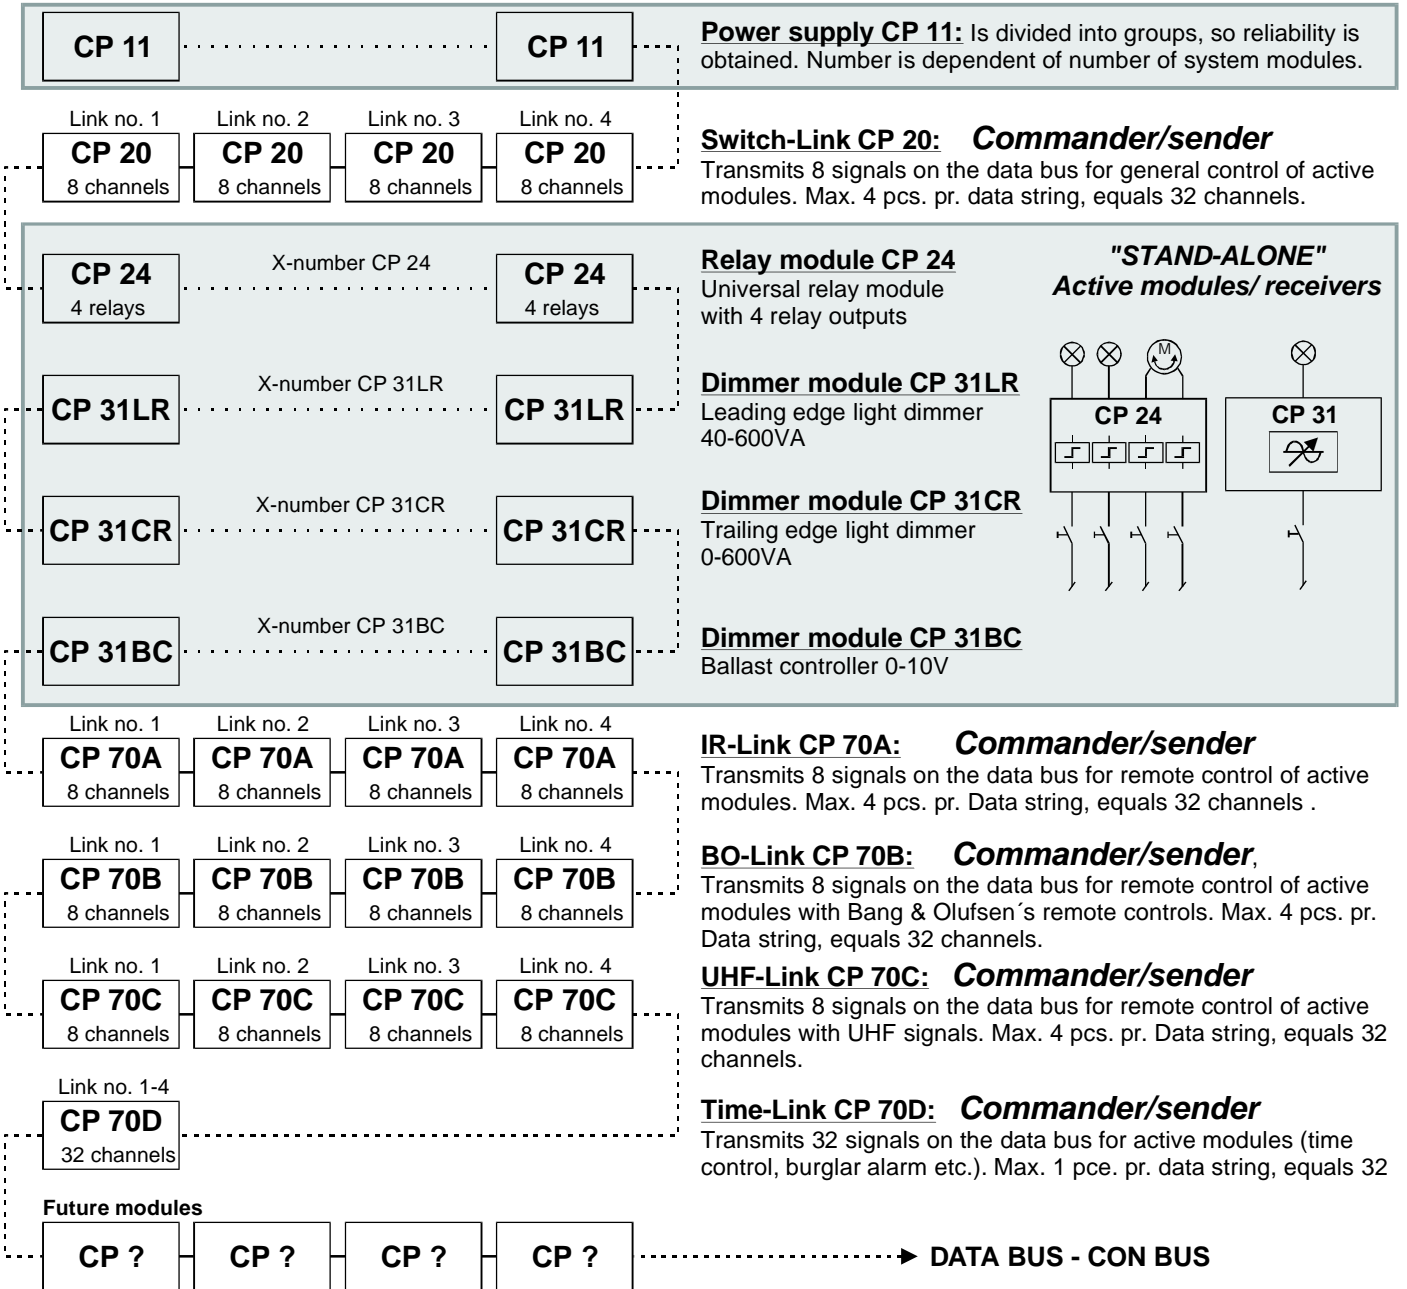 CP 11
CP 11
Power supply CP 11: Is divided into groups, so reliability is
obtained. Number is dependent of number of system modules.
Link no. 1
Link no. 2
Link no. 3
Link no. 4
CP 20
CP 20
CP 20
CP 20
8 channels
8 channels
8 channels
8 channels
Switch-Link CP 20: Commander/sender
Transmits 8 signals on the data bus for general control of active
modules. Max. 4 pcs. pr. data string, equals 32 channels.
CP 24
4 relays
X-number CP 24
CP 24
4 relays
Relay module CP 24
Universal relay module
with 4 relay outputs
"STAND-ALONE"
Active modules/ receivers
CP 31LR
X-number CP 31LR
CP 31LR
Dimmer module CP 31LR
Leading edge light dimmer
40-600VA
M
CP 24
CP 31
CP 31CR
X-number CP 31CR
CP 31CR
Dimmer module CP 31CR
Trailing edge light dimmer
0-600VA
CP 31BC
X-number CP 31BC
CP 31BC
Dimmer module CP 31BC
Ballast controller 0-10V
Link no. 1
Link no. 2
Link no. 3
Link no. 4
CP 70A
CP 70A
CP 70A
CP 70A
8 channels
8 channels
8 channels
8 channels
IR-Link CP 70A: Commander/sender
Transmits 8 signals on the data bus for remote control of active
modules. Max. 4 pcs. pr. Data string, equals 32 channels .
Link no. 1
Link no. 2
Link no. 3
Link no. 4
CP 70B
CP 70B
CP 70B
CP 70B
8 channels
8 channels
8 channels
8 channels
BO-Link CP 70B: Commander/sender,
Transmits 8 signals on the data bus for remote control of active
modules with Bang & Olufsen´s remote controls. Max. 4 pcs. pr.
Data string, equals 32 channels.
Link no. 1
Link no. 2
Link no. 3
Link no. 4
CP 70C
CP 70C
CP 70C
CP 70C
8 channels
8 channels
8 channels
8 channels
UHF-Link CP 70C: Commander/sender
Transmits 8 signals on the data bus for remote control of active
modules with UHF signals. Max. 4 pcs. pr. Data string, equals 32
channels.
Link no. 1-4
CP 70D
32 channels
Time-Link CP 70D: Commander/sender
Transmits 32 signals on the data bus for active modules (time
control, burglar alarm etc.). Max. 1 pce. pr. data string, equals 32
Future modules
CP ?
CP ?
CP ?
CP ?
DATA BUS - CON BUS